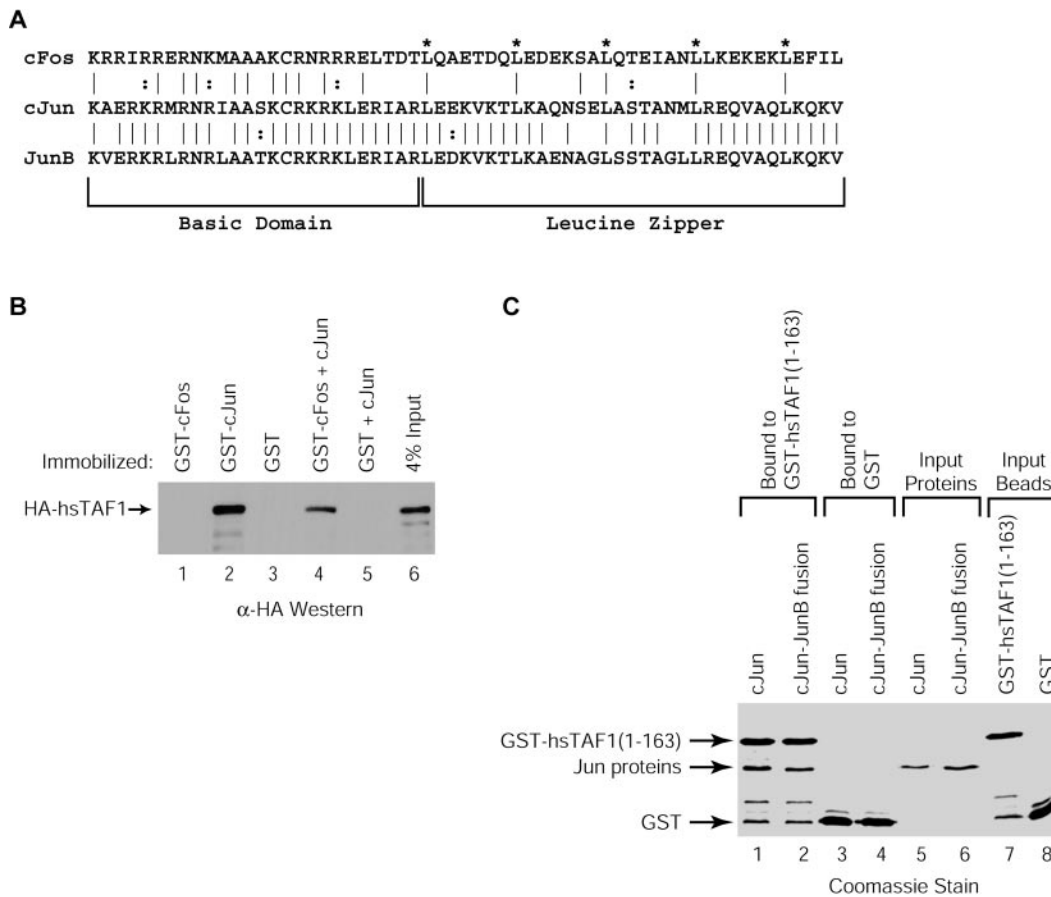 A
* * * * *
cFos KRRIRRERNKMAAAKCRNRRRELTDTLQAETDQLEDEKSALQTEIANLLKEKEKLEFIL
: : : :
cJun KAERKRMRNRIAASKCRKRKLERIARLEEKVKTLKAQNSELASTANMLREQVAQLKQKV
: :
JunB KVERKRLRNRLAATKCRKRKLERIARLEDKVKTLKAENAGLSSTAGLLREQVAQLKQKV
Basic Domain Leucine Zipper
B
Immobilized: GST-cFos GST-cJun GST GST-cFos + cJun GST + cJun 4% Input
HA-hsTAF1
1 2 3 4 5 6
α-HA Western
C
Bound to GST-hsTAF1(1-163) Bound to GST Input Proteins Input Beads
cJun cJun-JunB fusion cJun cJun-JunB fusion cJun cJun-JunB fusion GST-hsTAF1(1-163) GST
GST-hsTAF1(1-163)
Jun proteins
GST
1 2 3 4 5 6 7 8
Coomassie Stain